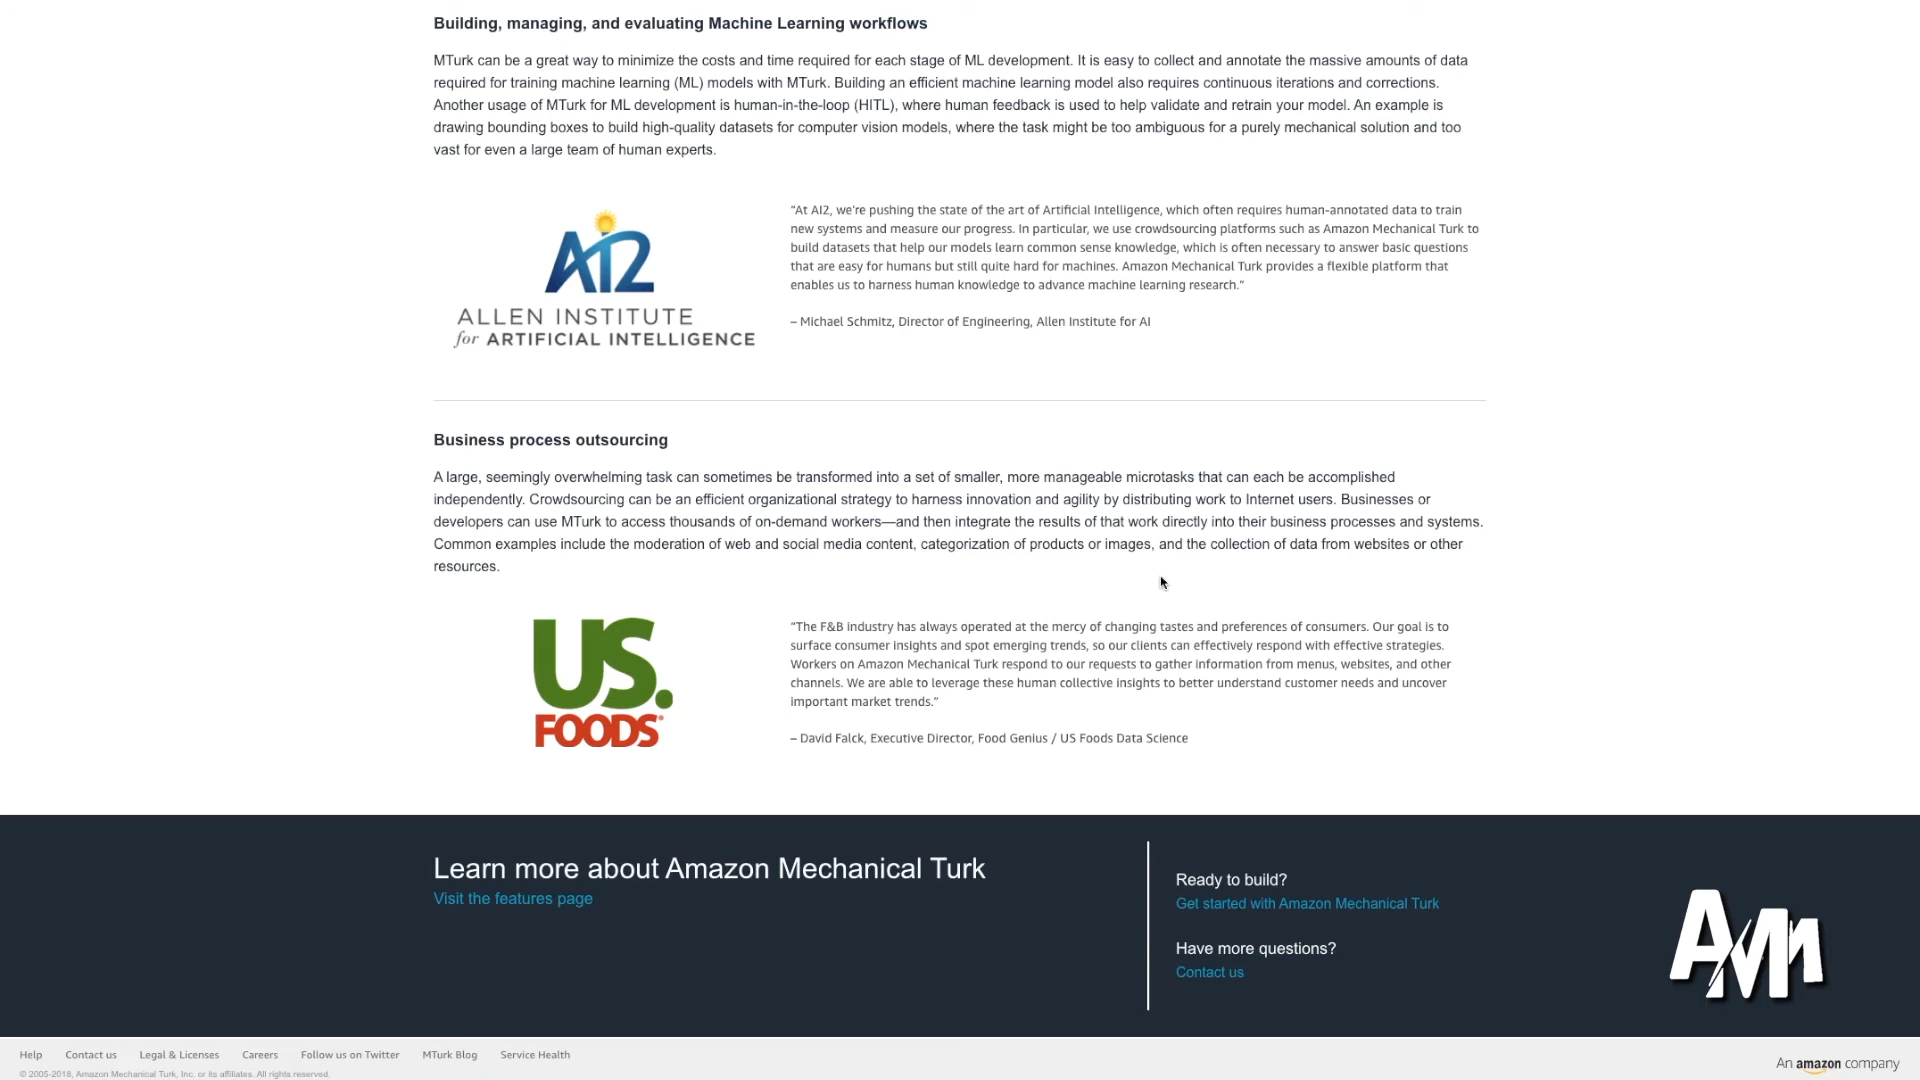 Building, managing, and evaluating Machine Learning workflows
MTurk can be a great way to minimize the costs and time required for each stage of ML development. It is easy to collect and annotate the massive amounts of data
required for training machine learning (ML) models with MTurk. Building an efficient machine learning model also requires continuous iterations and corrections.
Another usage of MTurk for ML development is human-in-the-loop (HITL), where human feedback is used to help validate and retrain your model. An example is
drawing bounding boxes to build high-quality datasets for computer vision models, where the task might be too ambiguous for a purely mechanical solution and too
vast for even a large team of human experts.
AI2
ALLEN INSTITUTE
for ARTIFICIAL INTELLIGENCE
“At AI2, we’re pushing the state of the art of Artificial Intelligence, which often requires human-annotated data to train
new systems and measure our progress. In particular, we use crowdsourcing platforms such as Amazon Mechanical Turk to
build datasets that help our models learn common sense knowledge, which is often necessary to answer basic questions
that are easy for humans but still quite hard for machines. Amazon Mechanical Turk provides a flexible platform that
enables us to harness human knowledge to advance machine learning research.”
– Michael Schmitz, Director of Engineering, Allen Institute for AI
Business process outsourcing
A large, seemingly overwhelming task can sometimes be transformed into a set of smaller, more manageable microtasks that can each be accomplished
independently. Crowdsourcing can be an efficient organizational strategy to harness innovation and agility by distributing work to Internet users. Businesses or
developers can use MTurk to access thousands of on-demand workers—and then integrate the results of that work directly into their business processes and systems.
Common examples include the moderation of web and social media content, categorization of products or images, and the collection of data from websites or other
resources.
US.
FOODS®
“The F&B industry has always operated at the mercy of changing tastes and preferences of consumers. Our goal is to
surface consumer insights and spot emerging trends, so our clients can effectively respond with effective strategies.
Workers on Amazon Mechanical Turk respond to our requests to gather information from menus, websites, and other
channels. We are able to leverage these human collective insights to better understand customer needs and uncover
important market trends.”
– David Falck, Executive Director, Food Genius / US Foods Data Science
Learn more about Amazon Mechanical Turk
Visit the features page
Ready to build?
Get started with Amazon Mechanical Turk
Have more questions?
Contact us
AMM
Help Contact us Legal & Licenses Careers Follow us on Twitter MTurk Blog Service Health
© 2005-2018, Amazon Mechanical Turk, Inc. or its affiliates. All rights reserved.
An amazon company